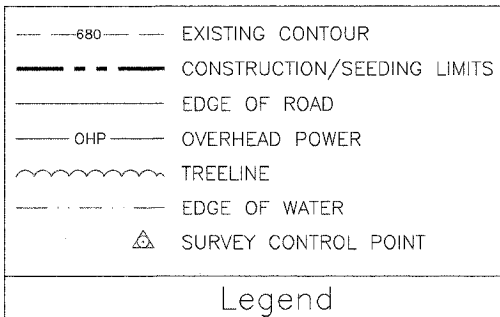 680 EXISTING CONTOUR
CONSTRUCTION/SEEDING LIMITS
EDGE OF ROAD
OHP OVERHEAD POWER
TREELINE
EDGE OF WATER
SURVEY CONTROL POINT
Legend